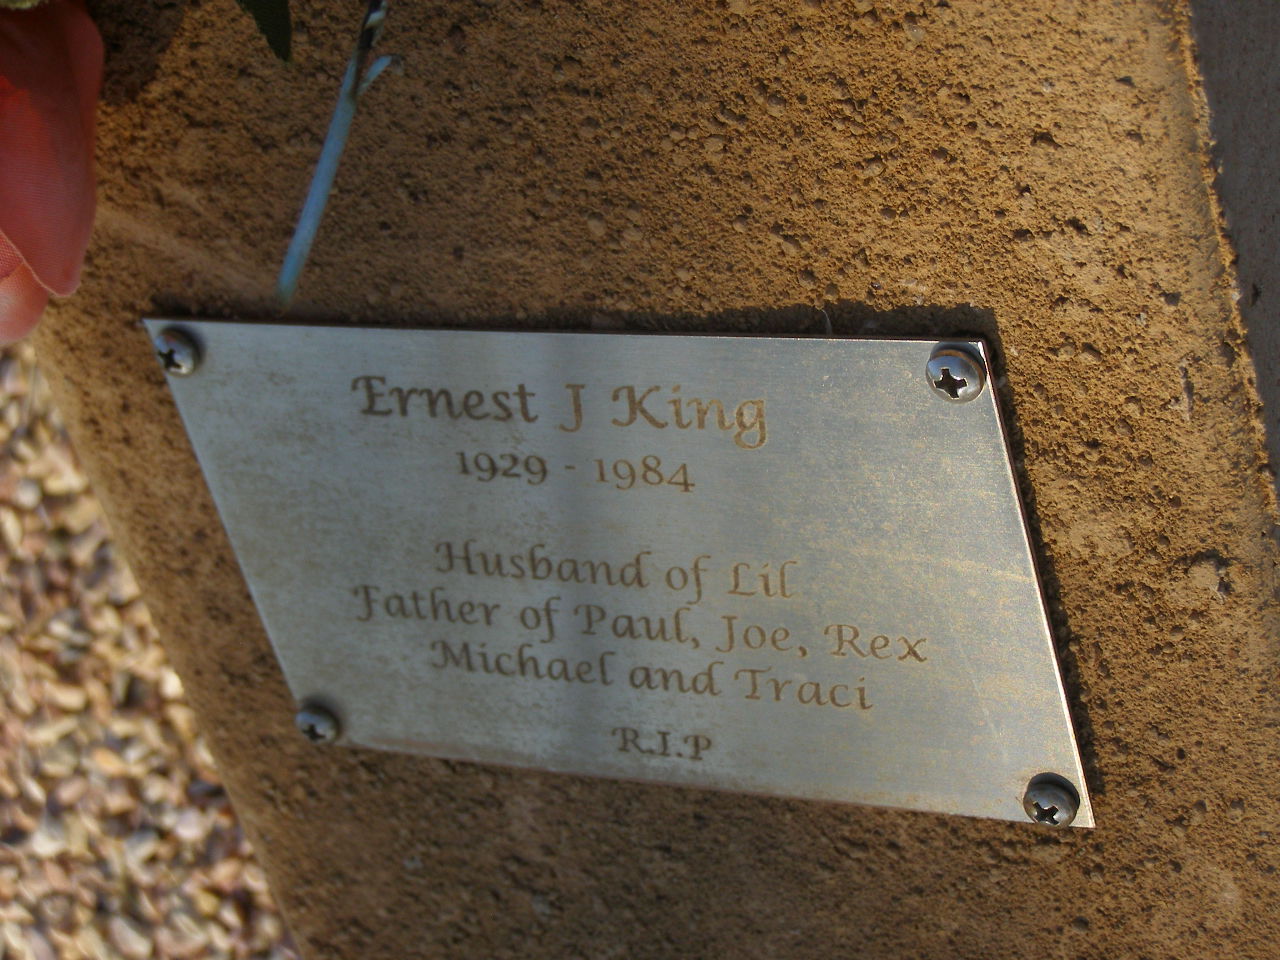 Ernest J King
1929 - 1984
Husband of Lil
Father of Paul, Joe, Rex
Michael and Traci
R.I.P